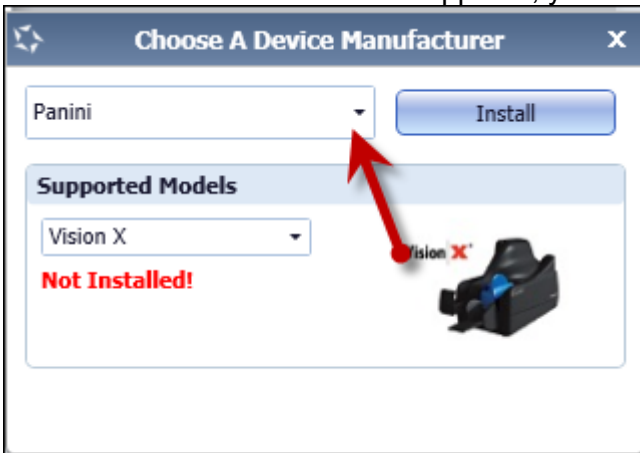 Choose A Device Manufacturer X
Panini
Install
Supported Models
Vision X
Not Installed!
Vision X